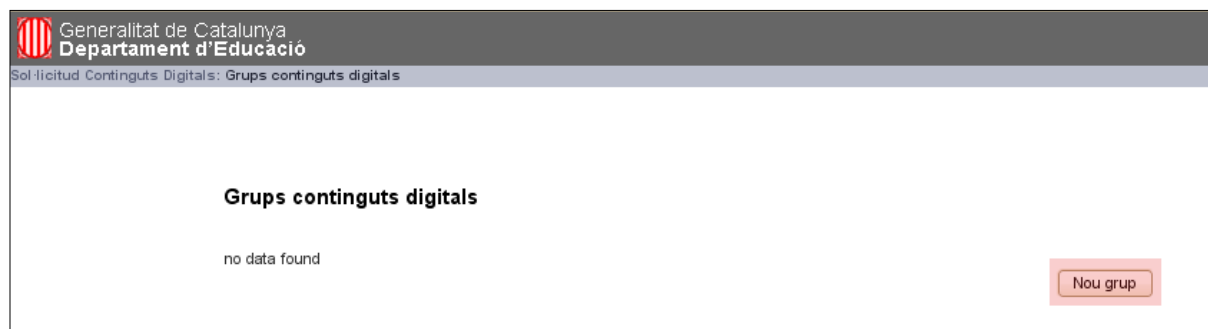 Generalitat de Catalunya
Departament d'Educació
Sol·licitud Continguts Digitals: Grups continguts digitals
Grups continguts digitals
no data found
Nou grup